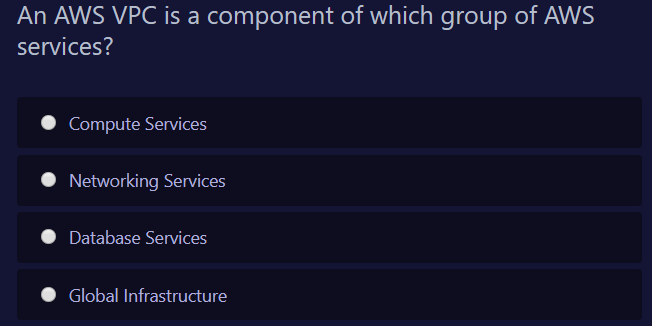 An AWS VPC is a component of which group of AWS
services?
Compute Services
Networking Services
Database Services
Global Infrastructure